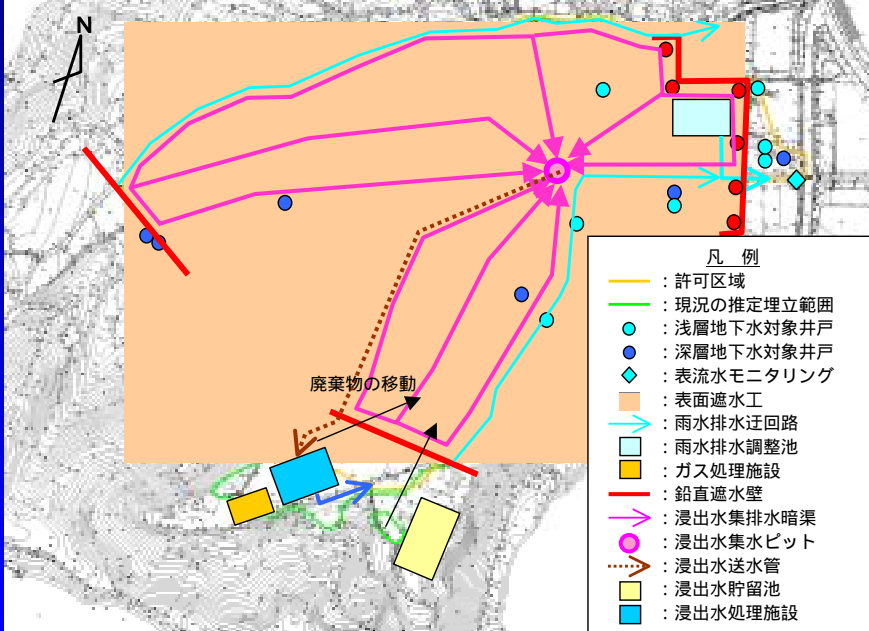 N
廃棄物の移動
凡 例
：許可区域
：現況の推定埋立範囲
：浅層地下水対象井戸
：深層地下水対象井戸
：表流水モニタリング
：表面遮水工
：雨水排水迂回路
：雨水排水調整池
：ガス処理施設
：鉛直遮水壁
：浸出水集排水暗渠
：浸出水集水ピット
：浸出水送水管
：浸出水貯留池
：浸出水処理施設